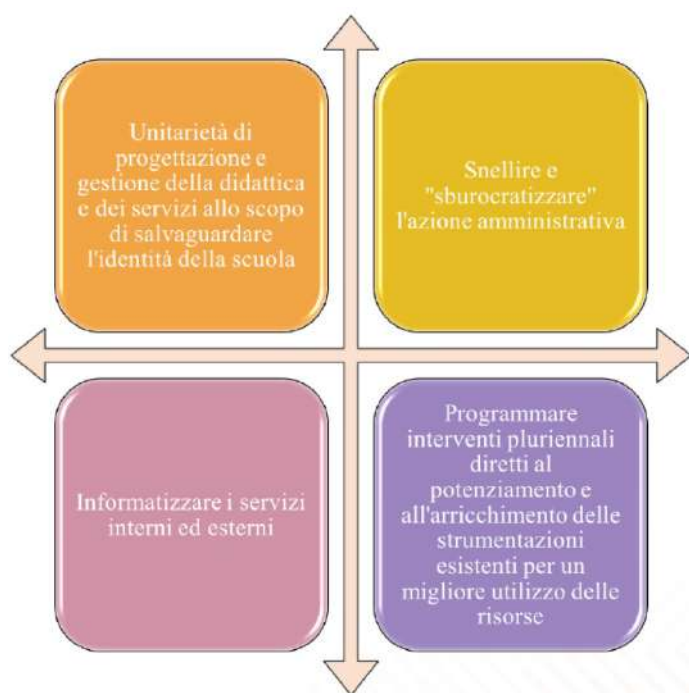 Unitarietà di
progettazione e
gestione della didattica
e dei servizi allo scopo
di salvaguardare
l'identità della scuola
Snellire e
"sburocratizzare"
l'azione amministrativa
Informatizzare i servizi
interni ed esterni
Programmare
interventi pluriennali
diretti al
potenziamento e
all'arricchimento delle
strumentazioni
esistenti per un
migliore utilizzo delle
risorse